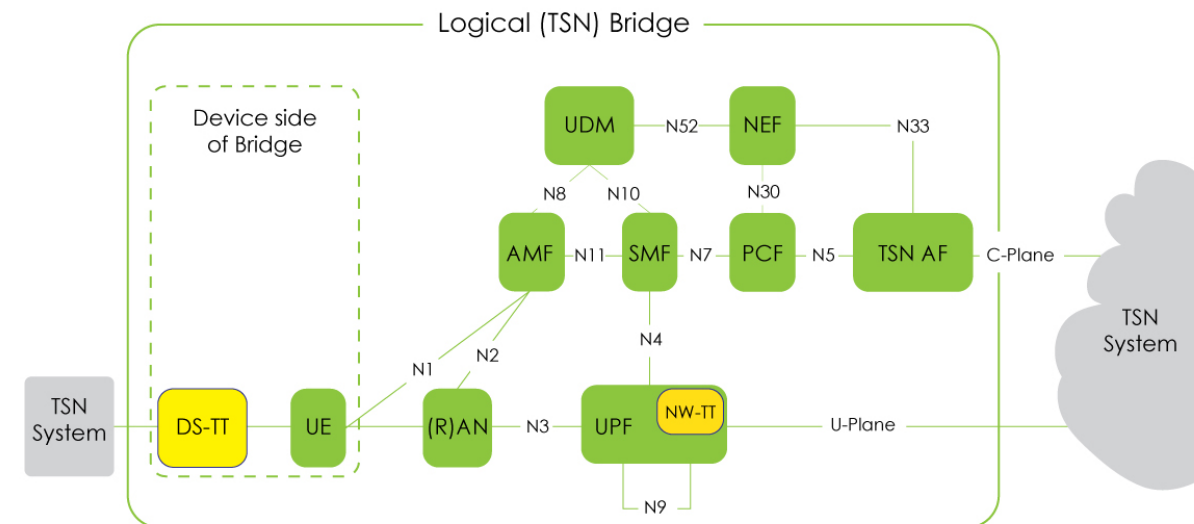 Logical (TSN) Bridge
Device side
of Bridge
UDM
N52
NEF
N33
N8
N10
N30
AMF
N11
SMF
N7
PCF
N5
TSN AF
C-Plane
TSN
System
N1
N2
N4
TSN
System
DS-TT
UE
(R)AN
N3
UPF
NW-TT
U-Plane
N9